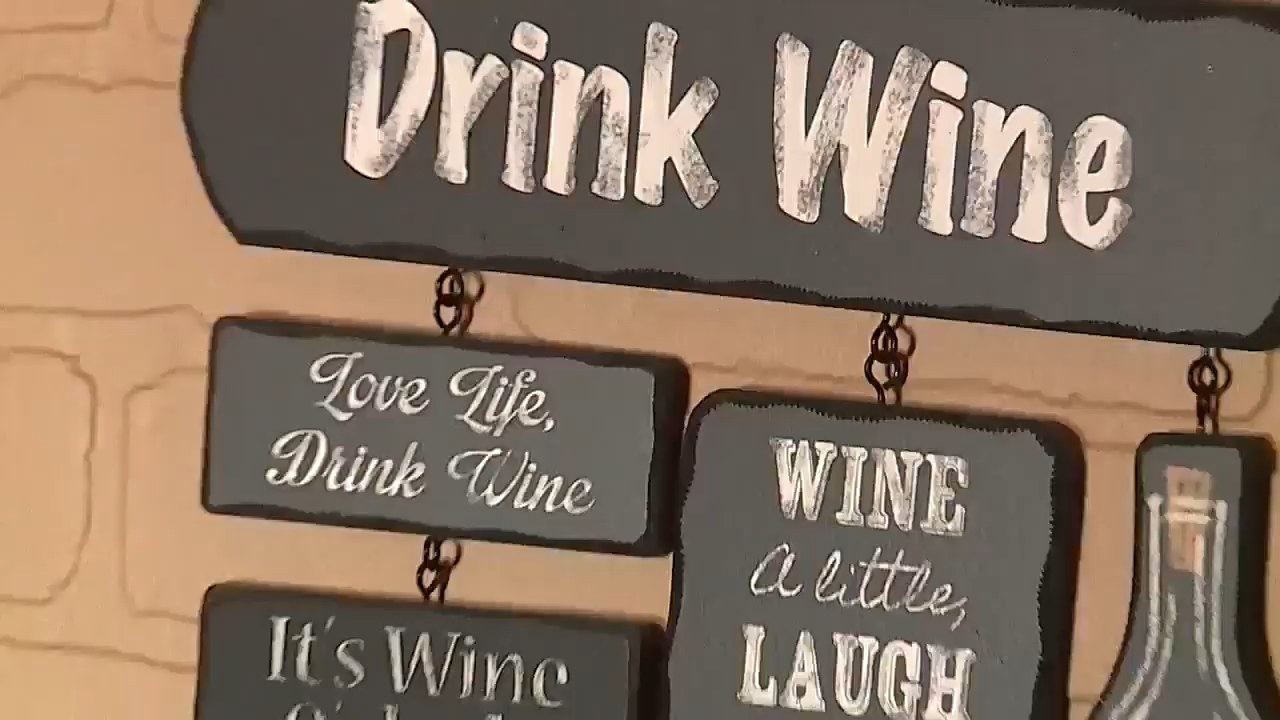 Drink Wine
Love Life,
Drink Wine
It's Wine
WINE
a little,
LAUGH